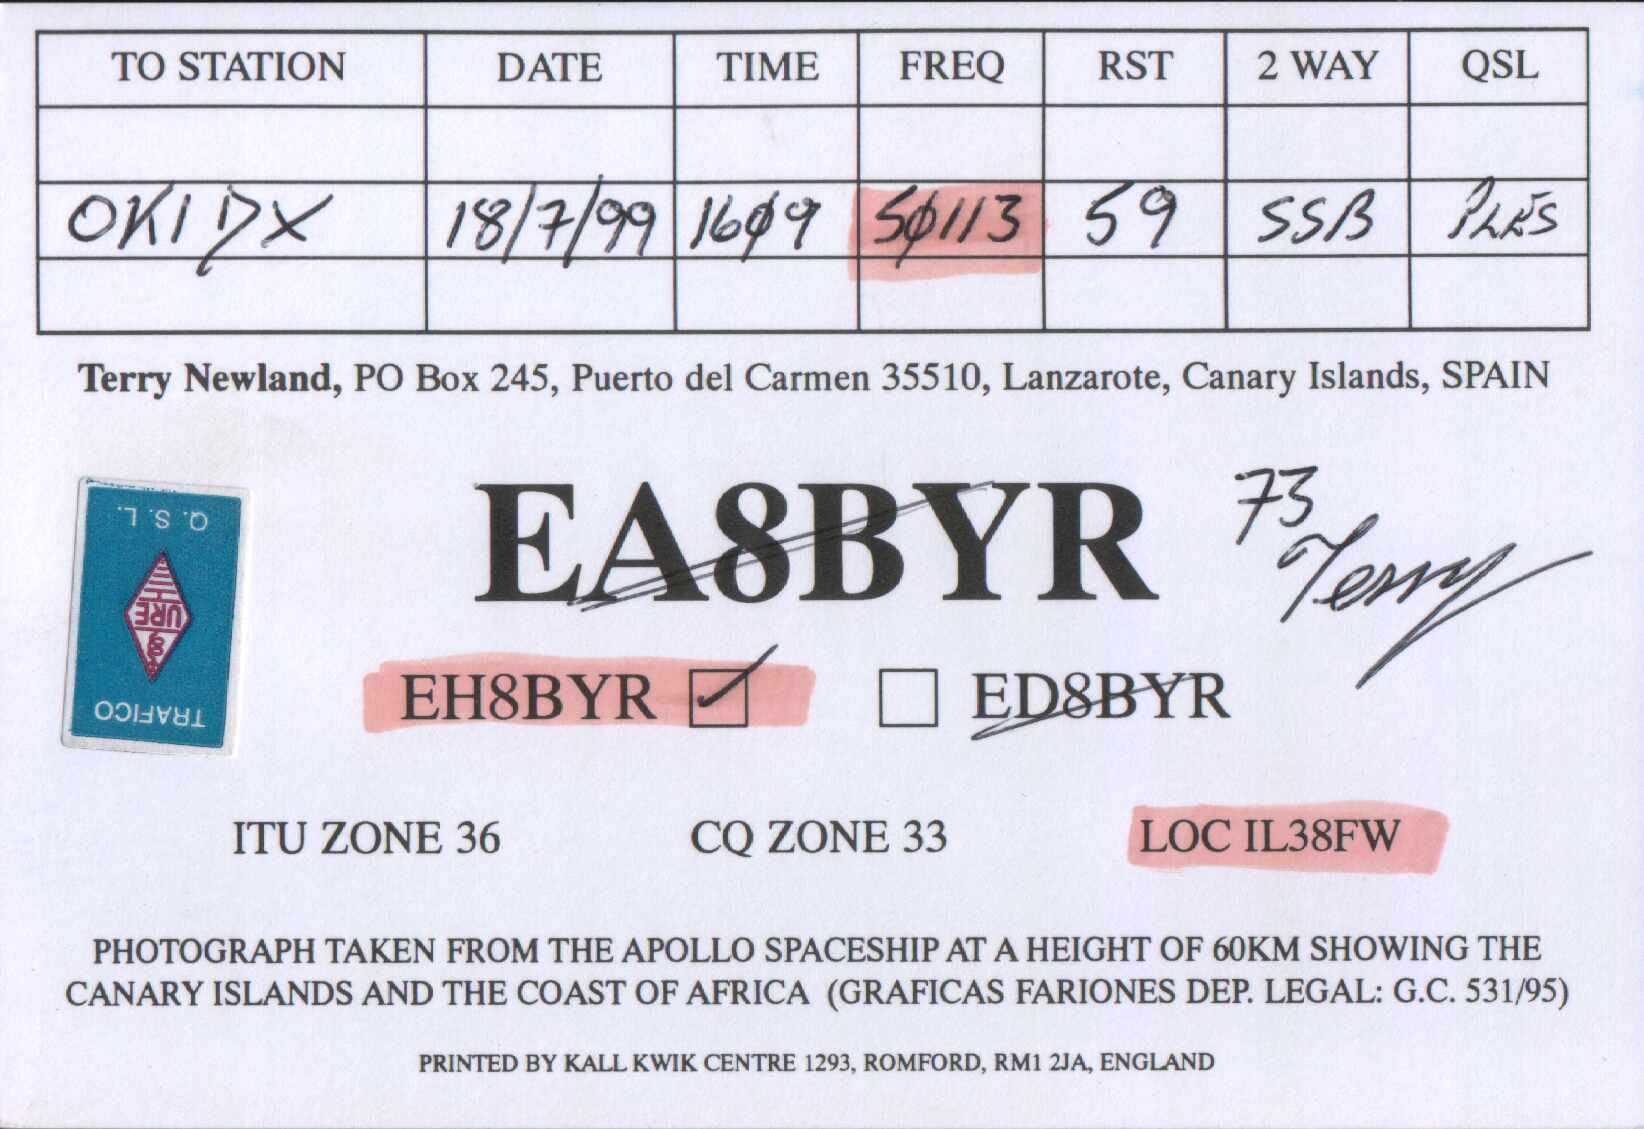 TO STATION DATE TIME FREQ RST 2 WAY QSL
OK1DX 18/7/99 16Ø9 5Ø113 59 SSB
Terry Newland, PO Box 245, Puerto del Carmen 35510, Lanzarote, Canary Islands, SPAIN
EA8BYR
73
Terry
EH8BYR ED8BYR
Q. S. L.
URE
TRAFICO
ITU ZONE 36 CQ ZONE 33 LOC IL38FW
PHOTOGRAPH TAKEN FROM THE APOLLO SPACESHIP AT A HEIGHT OF 60KM SHOWING THE
CANARY ISLANDS AND THE COAST OF AFRICA (GRAFICAS FARIONES DEP. LEGAL: G.C. 531/95)
PRINTED BY KALL KWIK CENTRE 1293, ROMFORD, RM1 2JA, ENGLAND